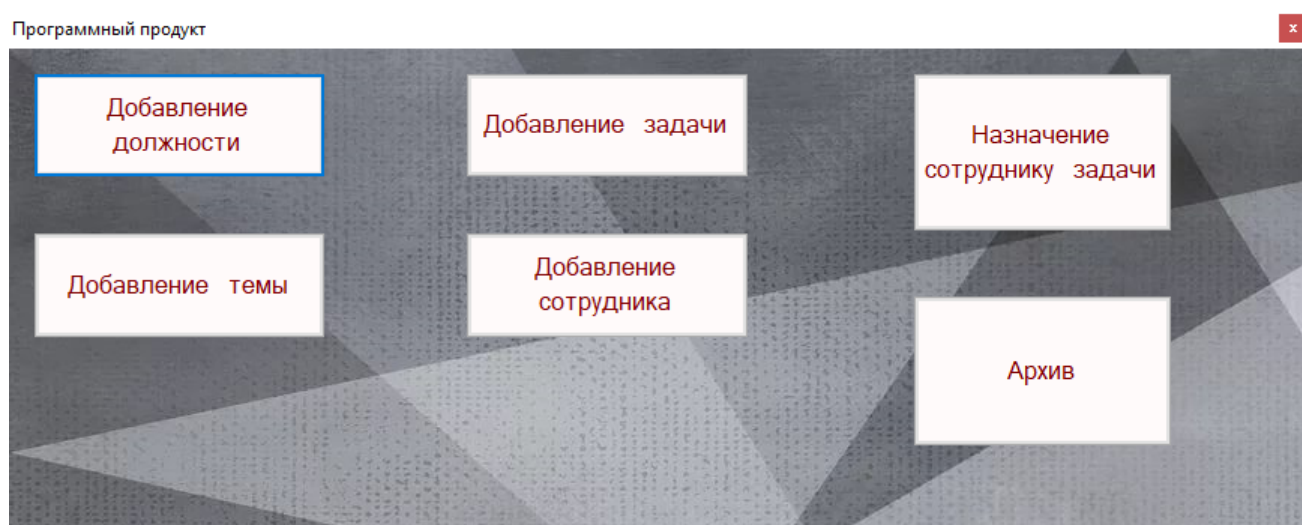 Программный продукт
x
Добавление
должности
Добавление задачи
Назначение
сотруднику задачи
Добавление темы
Добавление
сотрудника
Архив